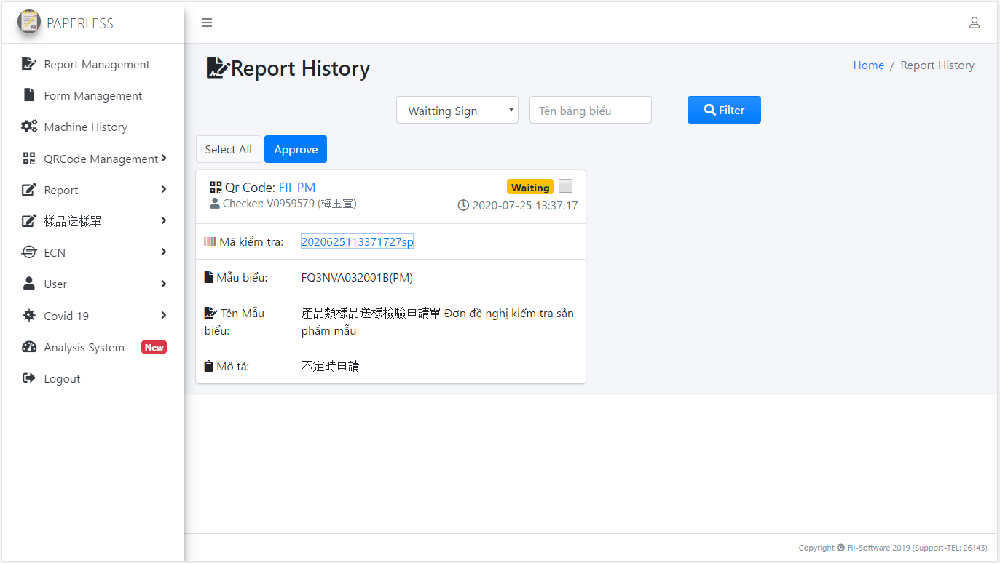 PAPERLESS
Report Management
Form Management
Machine History
QRCode Management
Report
樣品送樣單
ECN
User
Covid 19
Analysis System New
Logout
Report History
Home / Report History
Waitting Sign Tên bảng biểu Filter
Select All Approve
Qr Code: FII-PM Waiting
Checker: V0959579 (梅玉宣) 2020-07-25 13:37:17
Mã kiểm tra: 2020625113371727sp
Mẫu biểu: FQ3NVA032001B(PM)
Tên Mẫu biểu: 產品類樣品送樣檢驗申請單 Đơn đề nghị kiểm tra sản
phẩm mẫu
Mô tả: 不定時申請
Copyright © FII-Software 2019 (Support-TEL: 26143)